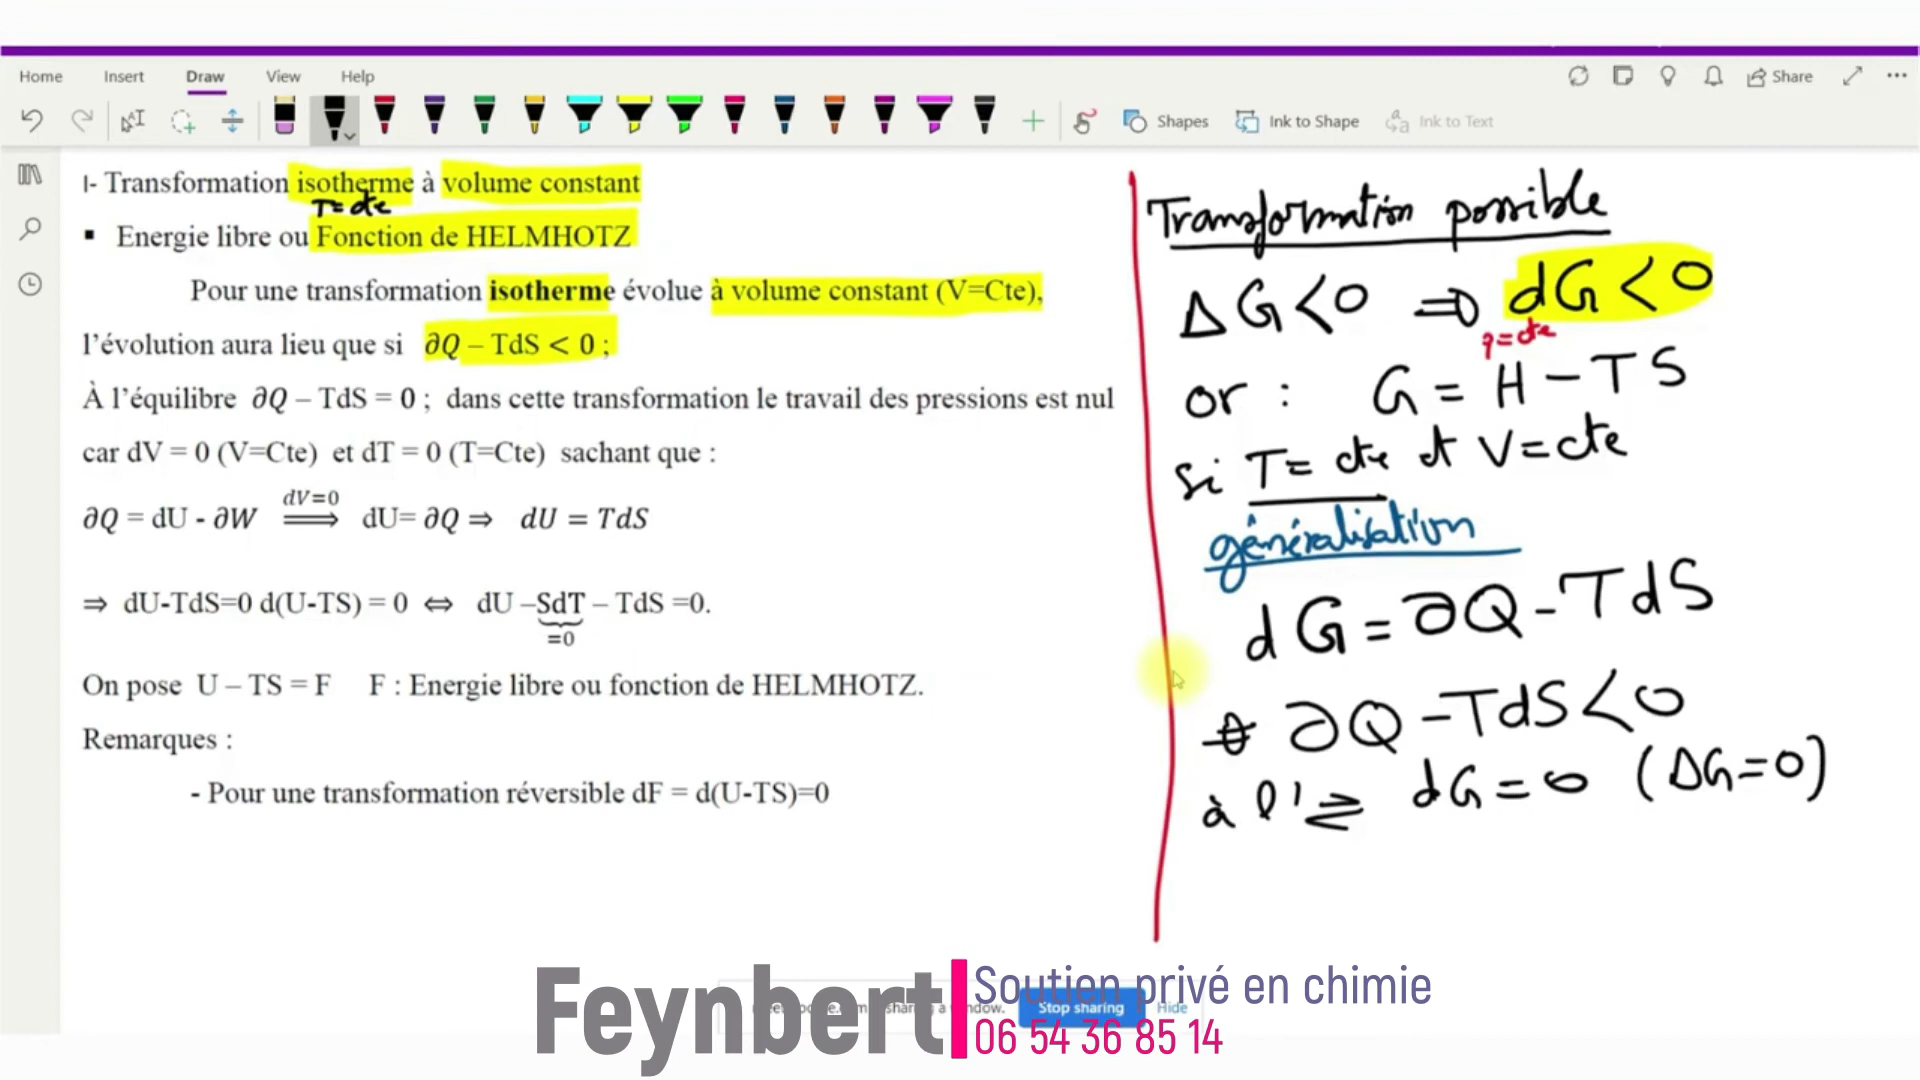 Home Insert Draw View Help
Share
Shapes Ink to Shape Ink to Text
I- Transformation isotherme à volume constant
T=cte
▪ Energie libre ou Fonction de HELMHOTZ
Pour une transformation isotherme évolue à volume constant (V=Cte),
l’évolution aura lieu que si ∂Q – TdS < 0 ;
À l’équilibre ∂Q – TdS = 0 ; dans cette transformation le travail des pressions est nul
car dV = 0 (V=Cte) et dT = 0 (T=Cte) sachant que :
dV=0
∂Q = dU - ∂W ⟹ dU= ∂Q ⇒ dU = TdS
⇒ dU-TdS=0 d(U-TS) = 0 ⇔ dU –SdT – TdS =0.
=0
On pose U – TS = F F : Energie libre ou fonction de HELMHOTZ.
Remarques :
- Pour une transformation réversible dF = d(U-TS)=0
Transformation possible
ΔG<0 ⇒ dG<0
P=cte
or : G = H – TS
si T= cte et V=cte
généralisation
dG = ∂Q – TdS
∂Q – TdS<0
à l' ⇌ dG = 0 (ΔG=0)
Feynbert
Soutien privé en chimie
Stop sharing Hide
06 54 36 85 14